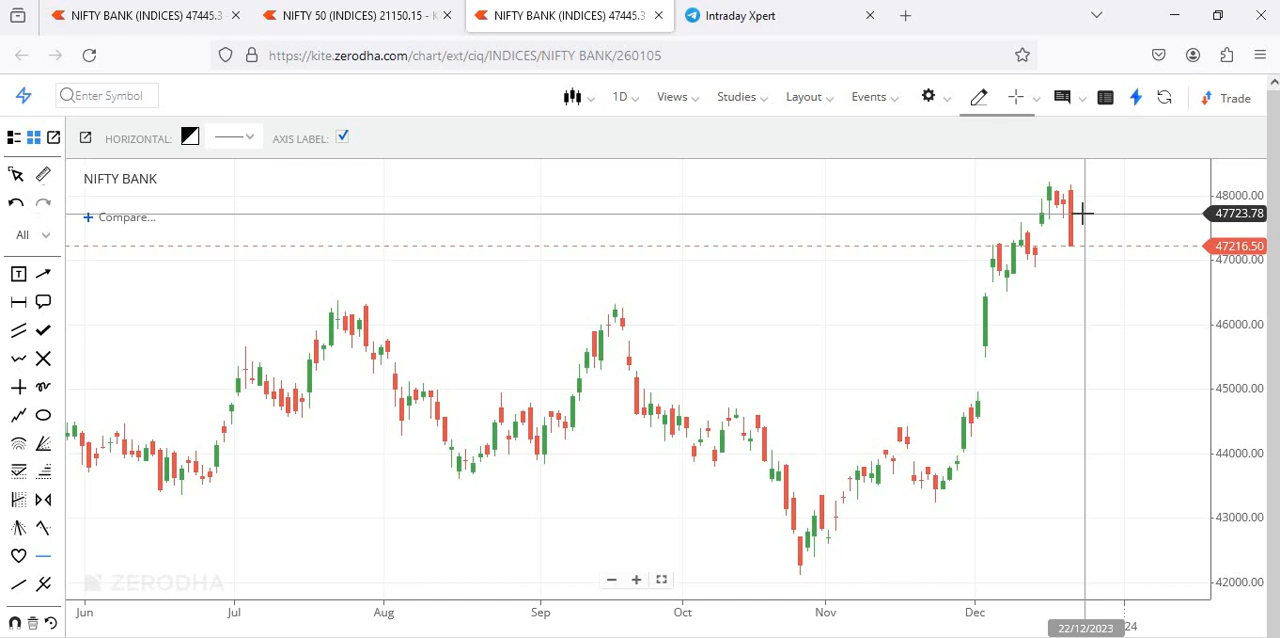 NIFTY BANK (INDICES) 47445.3
NIFTY 50 (INDICES) 21150.15 - K
NIFTY BANK (INDICES) 47445.3
Intraday Xpert
https://kite.zerodha.com/chart/ext/ciq/INDICES/NIFTY BANK/260105
Enter Symbol
1D
Views
Studies
Layout
Events
Trade
HORIZONTAL:
AXIS LABEL:
NIFTY BANK
Compare...
All
T
48000.00
47723.78
47216.50
47000.00
46000.00
45000.00
44000.00
43000.00
42000.00
ZERODHA
Jun
Jul
Aug
Sep
Oct
Nov
Dec
22/12/2023
24